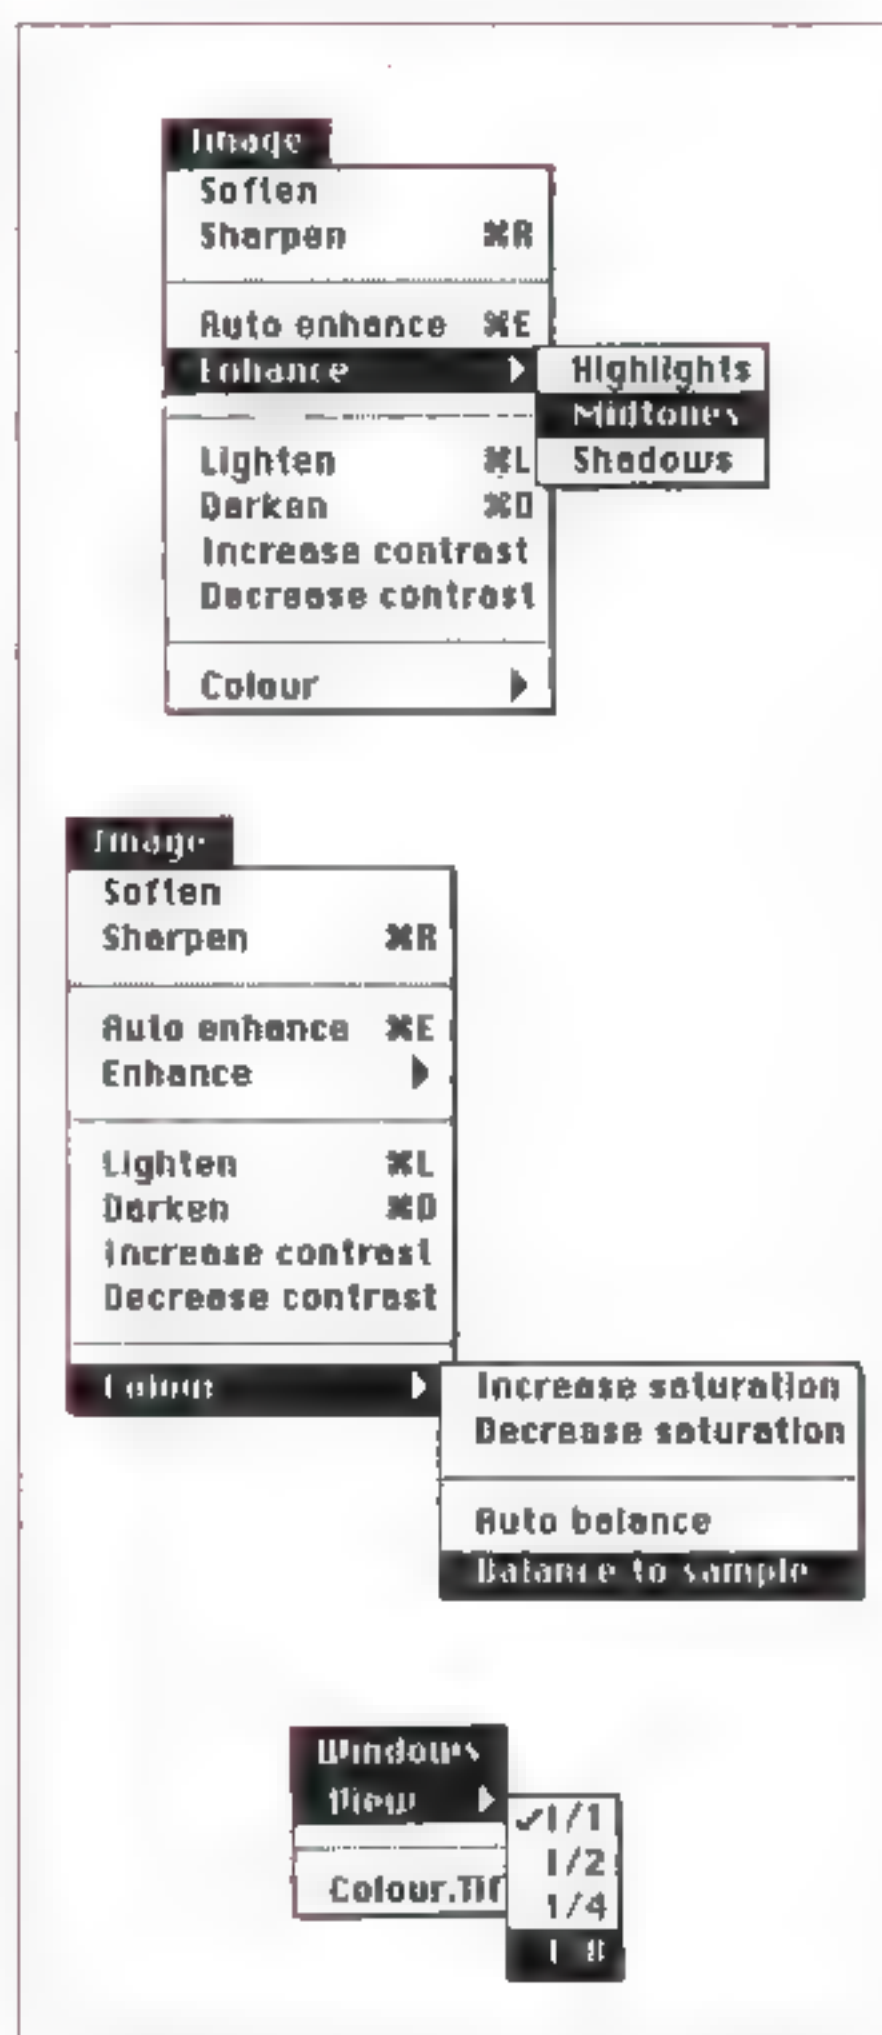 Image
Soften
Sharpen ⌘R
Auto enhance ⌘E
Enhance ▶
Highlights
Midtones
Shadows
Lighten ⌘L
Darken ⌘D
Increase contrast
Decrease contrast
Colour ▶
Image
Soften
Sharpen ⌘R
Auto enhance ⌘E
Enhance ▶
Lighten ⌘L
Darken ⌘D
Increase contrast
Decrease contrast
Colour ▶
Increase saturation
Decrease saturation
Auto balance
Balance to sample
Windows
View ▶
✓1/1
1/2
1/4
Colour.Tif